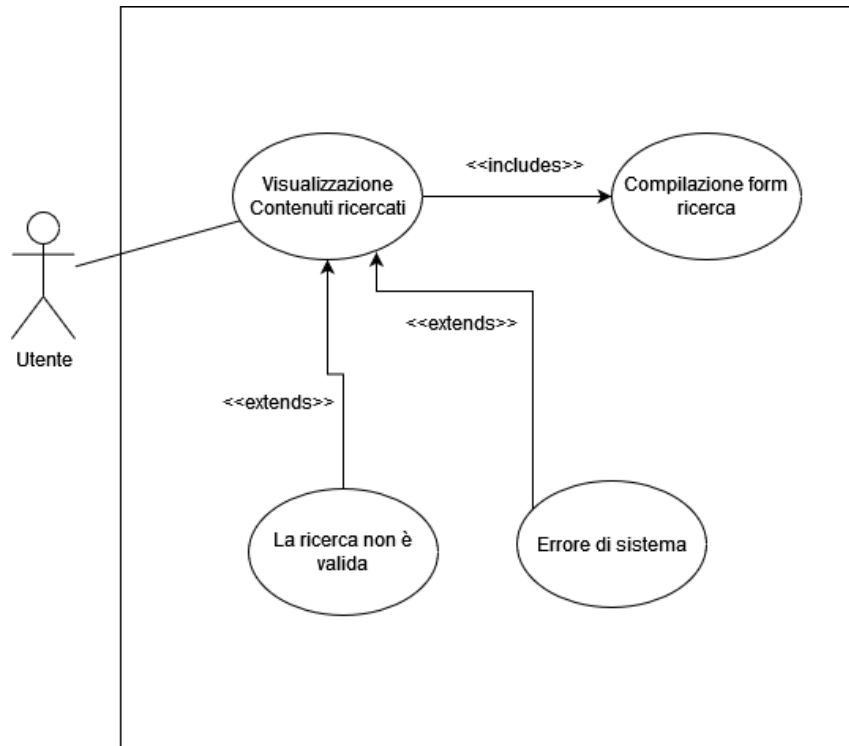 Visualizzazione
Contenuti ricercati
<<includes>>
Compilazione form
ricerca
Utente
<<extends>>
<<extends>>
La ricerca non è
valida
Errore di sistema